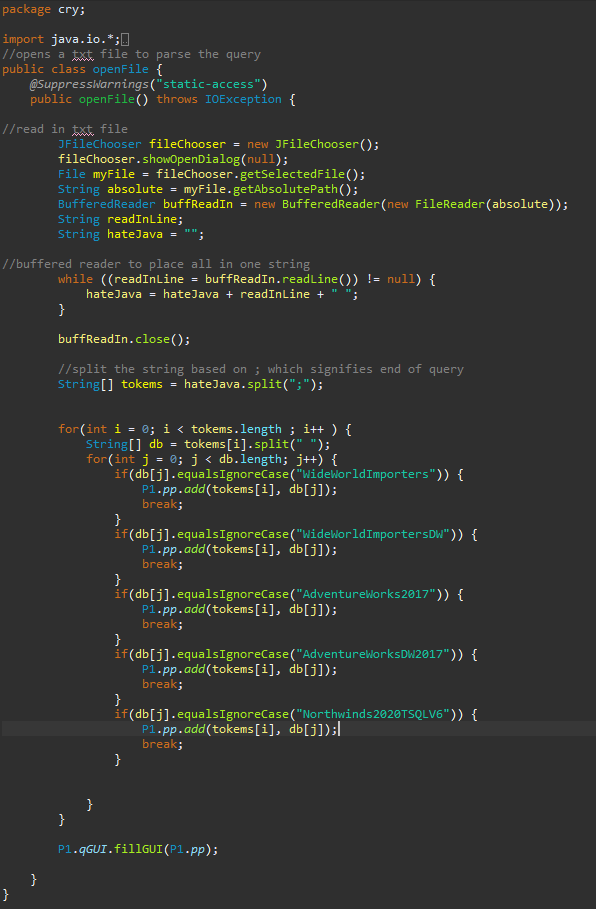 package cry;
import java.io.*;
//opens a txt file to parse the query
public class openFile {
@SuppressWarnings("static-access")
public openFile() throws IOException {
//read in txt file
JFileChooser fileChooser = new JFileChooser();
fileChooser.showOpenDialog(null);
File myFile = fileChooser.getSelectedFile();
String absolute = myFile.getAbsolutePath();
BufferedReader buffReadIn = new BufferedReader(new FileReader(absolute));
String readInLine;
String hateJava = "";
//buffered reader to place all in one string
while ((readInLine = buffReadIn.readLine()) != null) {
hateJava = hateJava + readInLine + " ";
}
buffReadIn.close();
//split the string based on ; which signifies end of query
String[] tokems = hateJava.split(";");
for(int i = 0; i < tokems.length ; i++ ) {
String[] db = tokems[i].split(" ");
for(int j = 0; j < db.length; j++) {
if(db[j].equalsIgnoreCase("WideWorldImporters")) {
P1.pp.add(tokems[i], db[j]);
break;
}
if(db[j].equalsIgnoreCase("WideWorldImportersDW")) {
P1.pp.add(tokems[i], db[j]);
break;
}
if(db[j].equalsIgnoreCase("AdventureWorks2017")) {
P1.pp.add(tokems[i], db[j]);
break;
}
if(db[j].equalsIgnoreCase("AdventureWorksDW2017")) {
P1.pp.add(tokems[i], db[j]);
break;
}
if(db[j].equalsIgnoreCase("Northwinds2020TSQLV6")) {
P1.pp.add(tokems[i], db[j]);
break;
}
}
}
P1.qGUI.fillGUI(P1.pp);
}
}